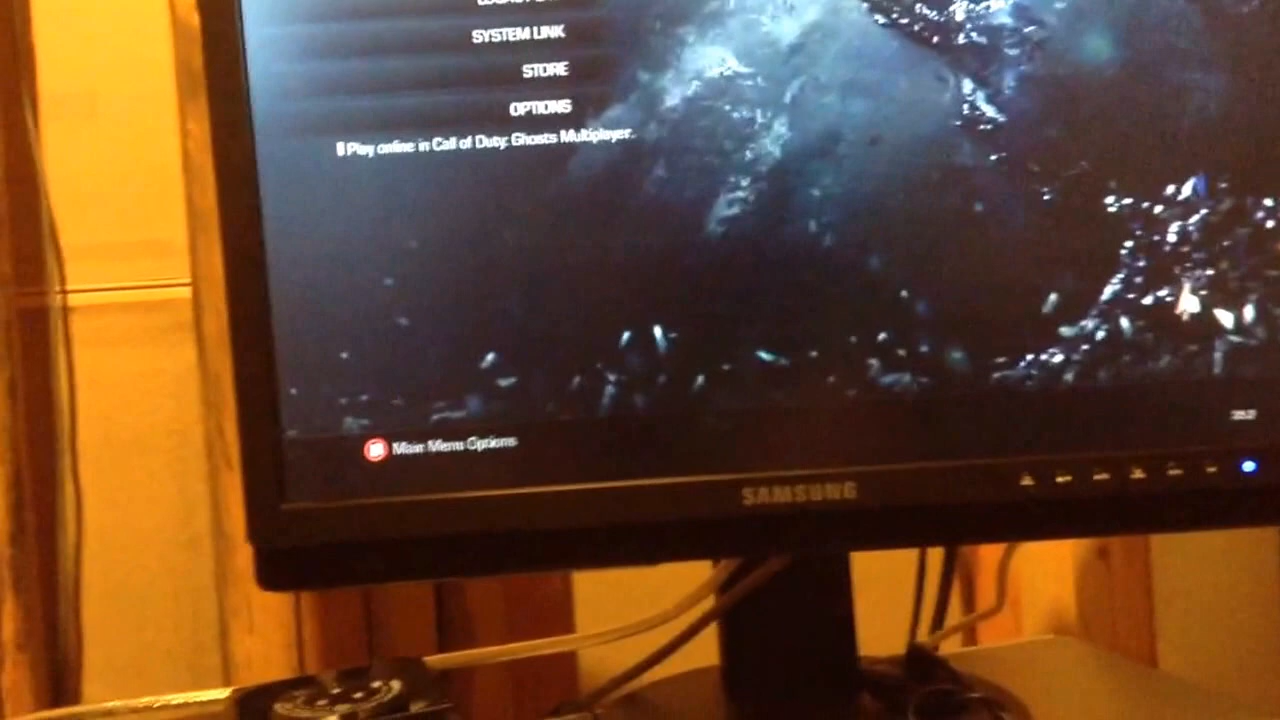 SYSTEM LINK
STORE
OPTIONS
Play online in Call of Duty: Ghosts Multiplayer.
Main Menu Options
SAMSUNG